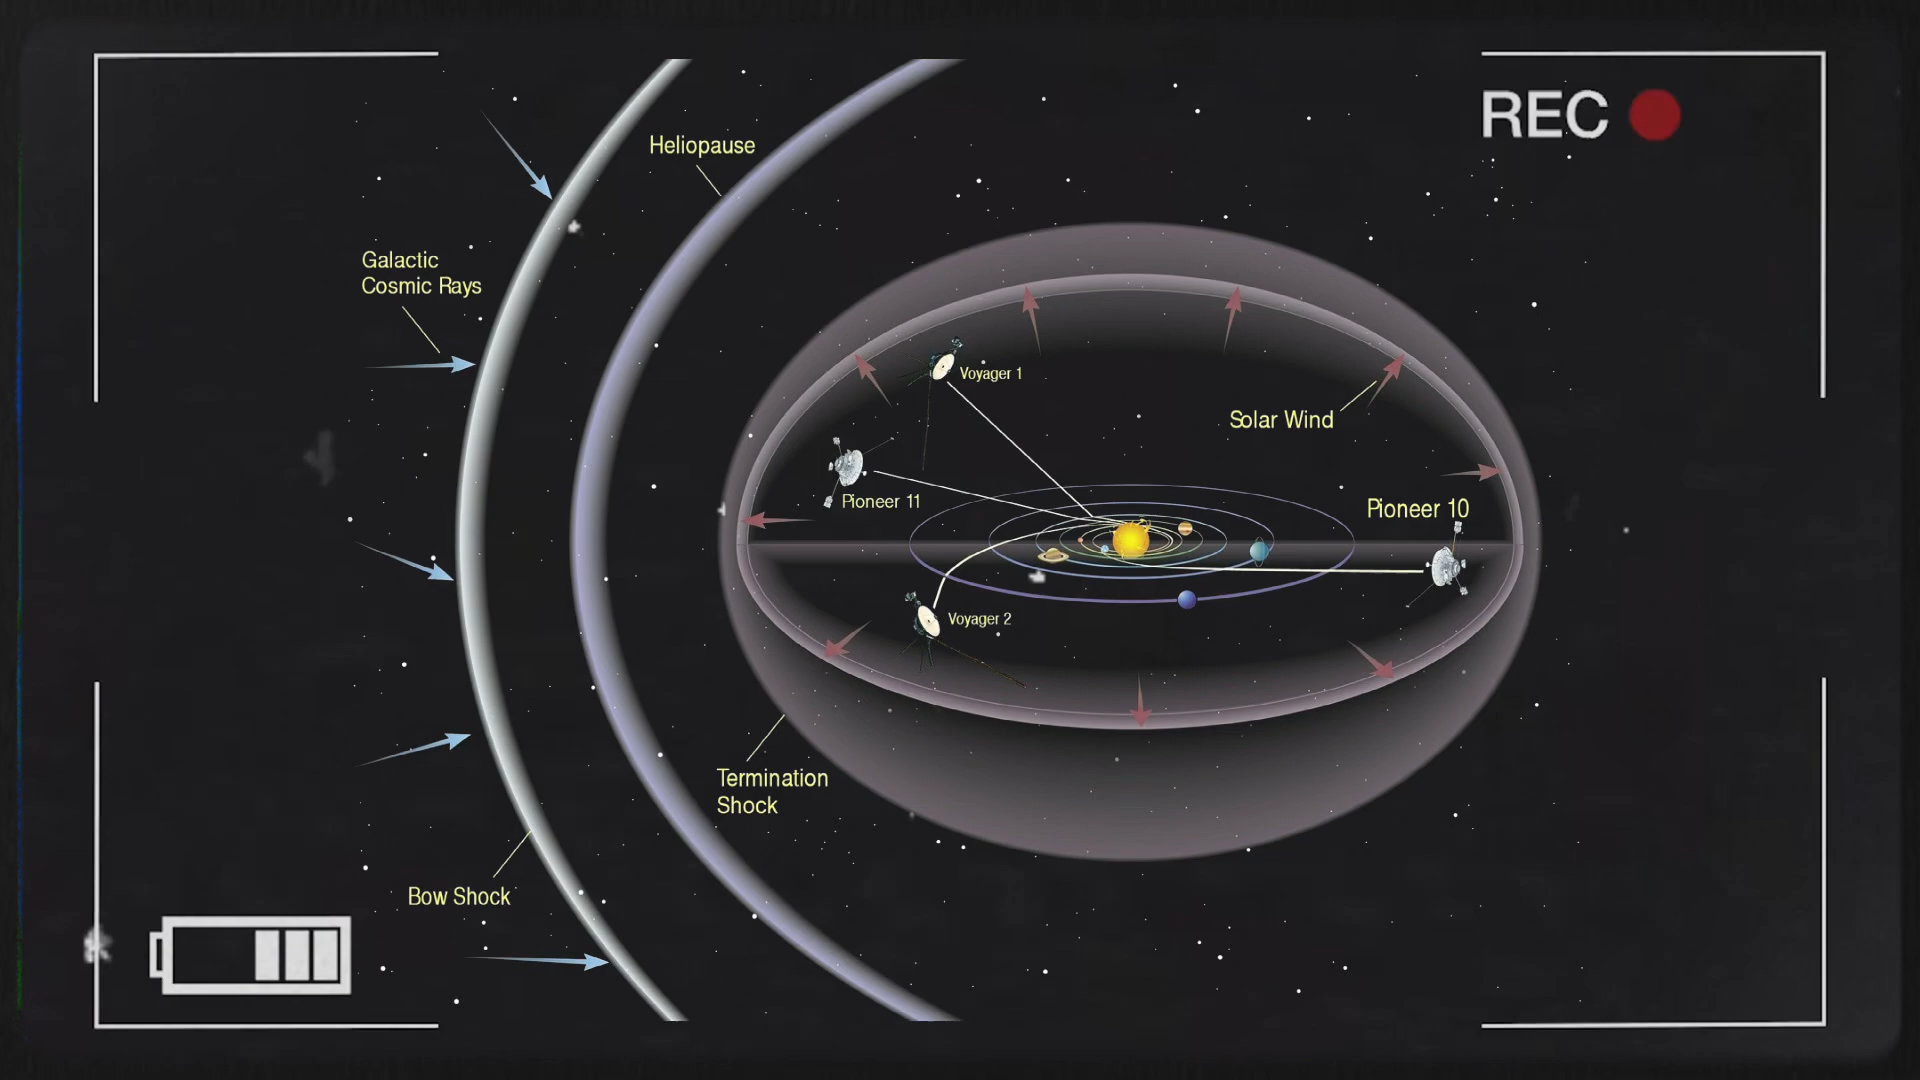 REC
Heliopause
Galactic
Cosmic Rays
Voyager 1
Solar Wind
Pioneer 11
Pioneer 10
Voyager 2
Termination
Shock
Bow Shock